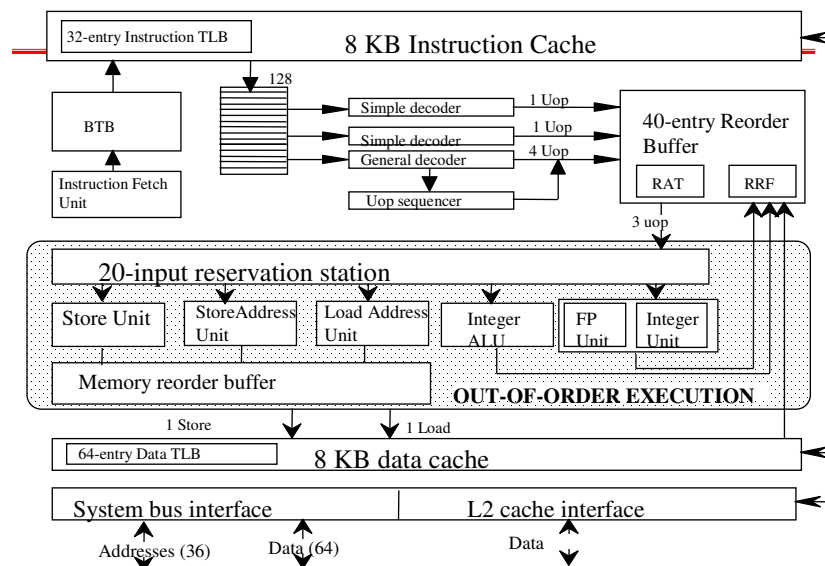 32-entry Instruction TLB
8 KB Instruction Cache
128
BTB
Instruction Fetch
Unit
Simple decoder
1 Uop
Simple decoder
1 Uop
General decoder
4 Uop
Uop sequencer
40-entry Reorder
Buffer
RAT
RRF
3 uop
20-input reservation station
Store Unit
StoreAddress
Unit
Load Address
Unit
Integer
ALU
FP
Unit
Integer
Unit
Memory reorder buffer
OUT-OF-ORDER EXECUTION
1 Store
1 Load
64-entry Data TLB
8 KB data cache
System bus interface
L2 cache interface
Addresses (36)
Data (64)
Data